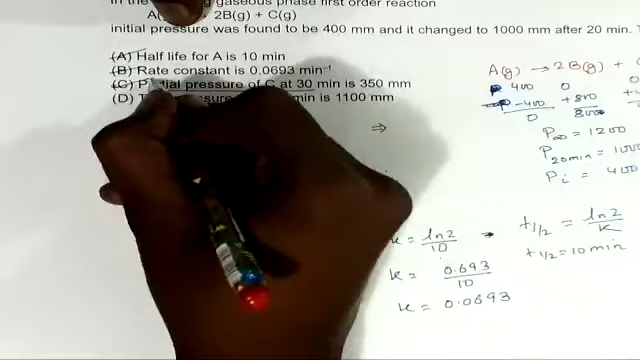 gaseous phase first order reaction
A(g) 2B(g) + C(g)
initial pressure was found to be 400 mm and it changed to 1000 mm after 20 min.
(A) Half life for A is 10 min
(B) Rate constant is 0.0693 min⁻¹
(C) Partial pressure of C at 30 min is 350 mm
(D) min is 1100 mm
A(g) → 2B(g) +
400 0
-400 +800
0 800
⇒
P∞ = 1200
P20min = 1000
Pi = 400
k = ln2/10
t1/2 = ln2/k
k = 0.693/10
t1/2 = 10 min
k = 0.0693